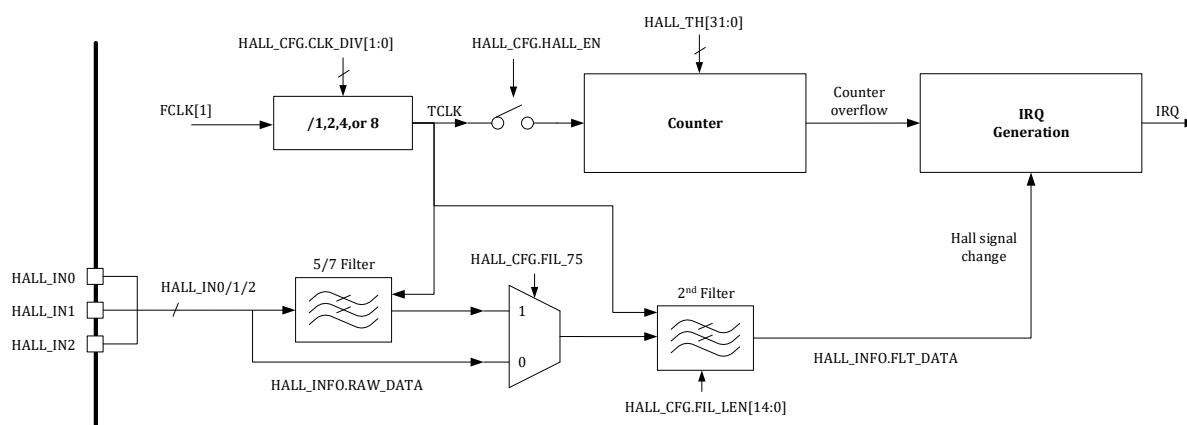 HALL_TH[31:0]
HALL_CFG.CLK_DIV[1:0]
HALL_CFG.HALL_EN
FCLK[1]
/1,2,4,or 8
TCLK
Counter
Counter
overflow
IRQ
Generation
IRQ
Hall signal
change
5/7 Filter
HALL_CFG.FIL_75
2nd Filter
HALL_IN0
HALL_IN1
HALL_IN2
HALL_IN0/1/2
1
0
HALL_INFO.RAW_DATA
HALL_INFO.FLT_DATA
HALL_CFG.FIL_LEN[14:0]